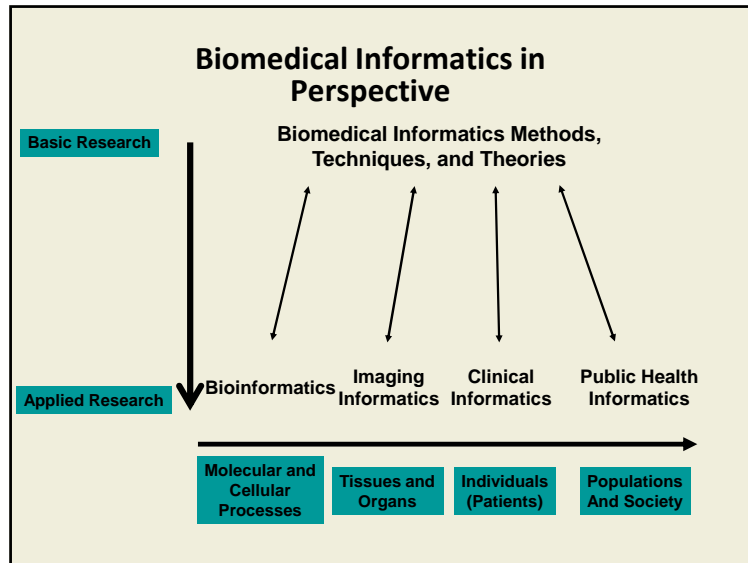 Biomedical Informatics in
Perspective
Basic Research
Biomedical Informatics Methods,
Techniques, and Theories
Applied Research
Bioinformatics
Imaging
Informatics
Clinical
Informatics
Public Health
Informatics
Molecular and
Cellular
Processes
Tissues and
Organs
Individuals
(Patients)
Populations
And Society